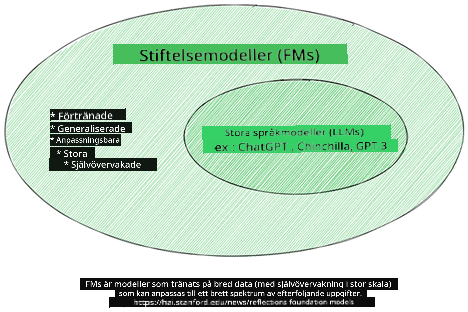 Stiftelsemodeller (FMs)
* Förtränade
* Generaliserade
* Anpassningsbara
* Stora
* Självövervakade
Stora språkmodeller (LLMs)
ex : ChatGPT , Chinchilla, GPT 3
FMs är modeller som tränats på bred data (med självövervakning i stor skala)
som kan anpassas till ett brett spektrum av efterföljande uppgifter.
https://hai.stanford.edu/news/reflections-foundation-models